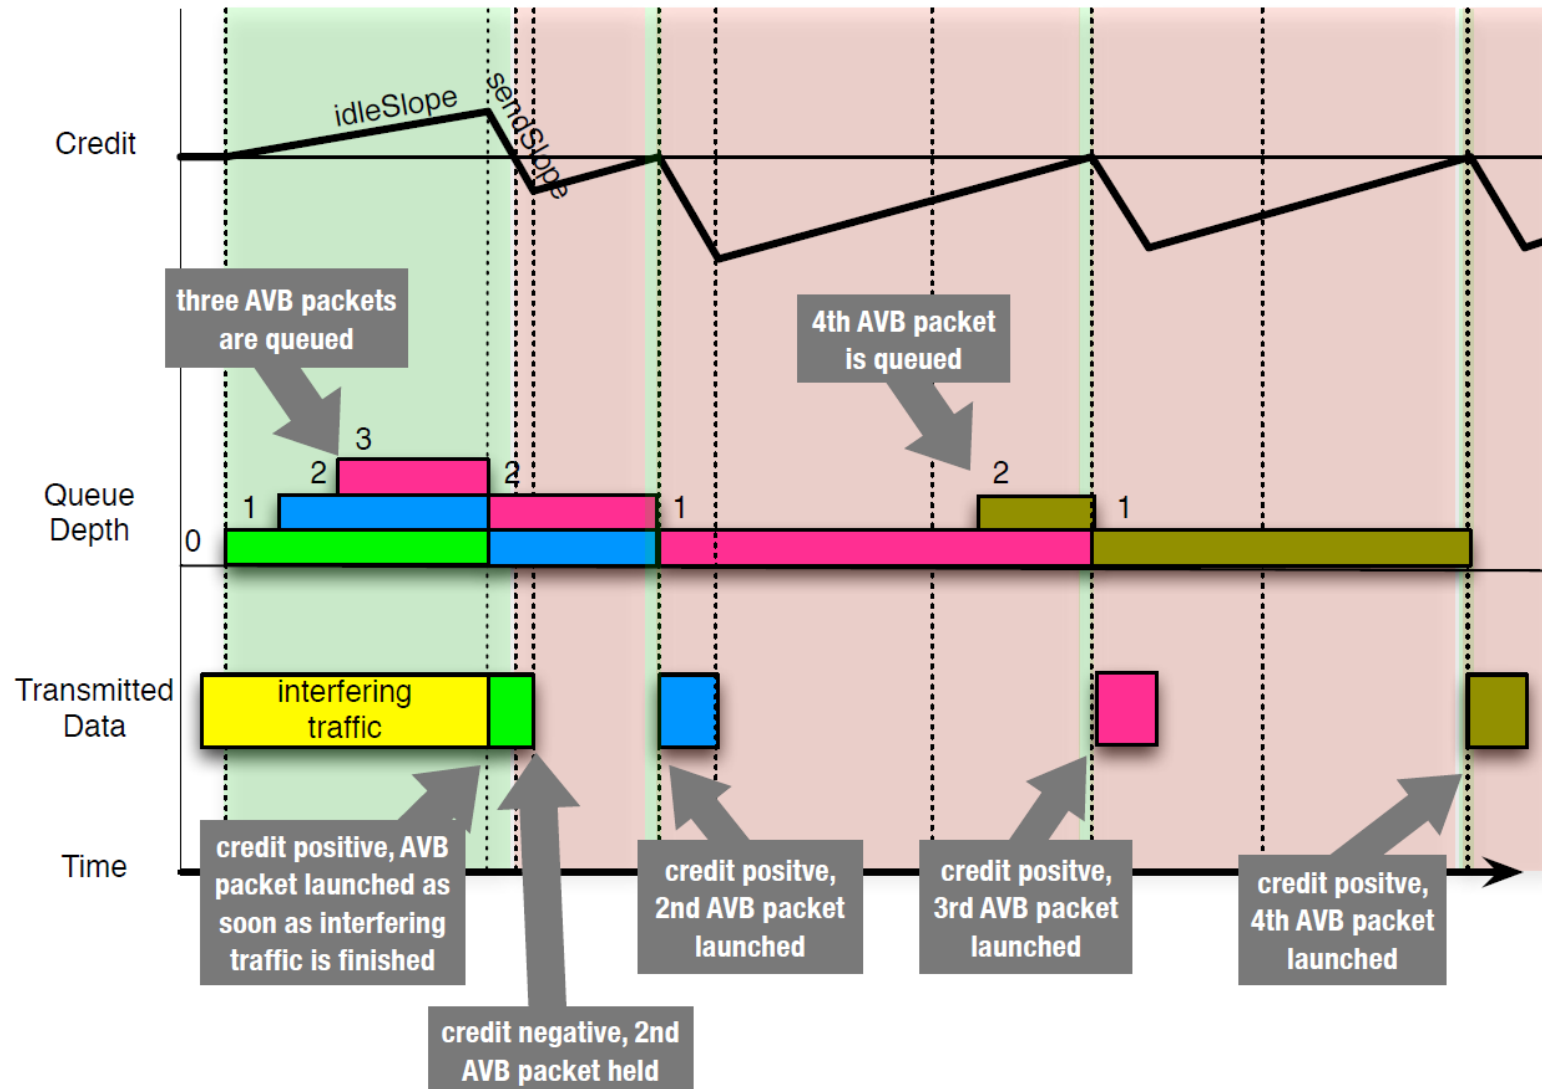 idleSlope
sendSlope
Credit
three AVB packets
are queued
4th AVB packet
is queued
3
2
2
2
1
1
1
0
Queue
Depth
Transmitted
Data
interfering
traffic
Time
credit positive, AVB
packet launched as
soon as interfering
traffic is finished
credit positve,
2nd AVB packet
launched
credit positve,
3rd AVB packet
launched
credit positve,
4th AVB packet
launched
credit negative, 2nd
AVB packet held